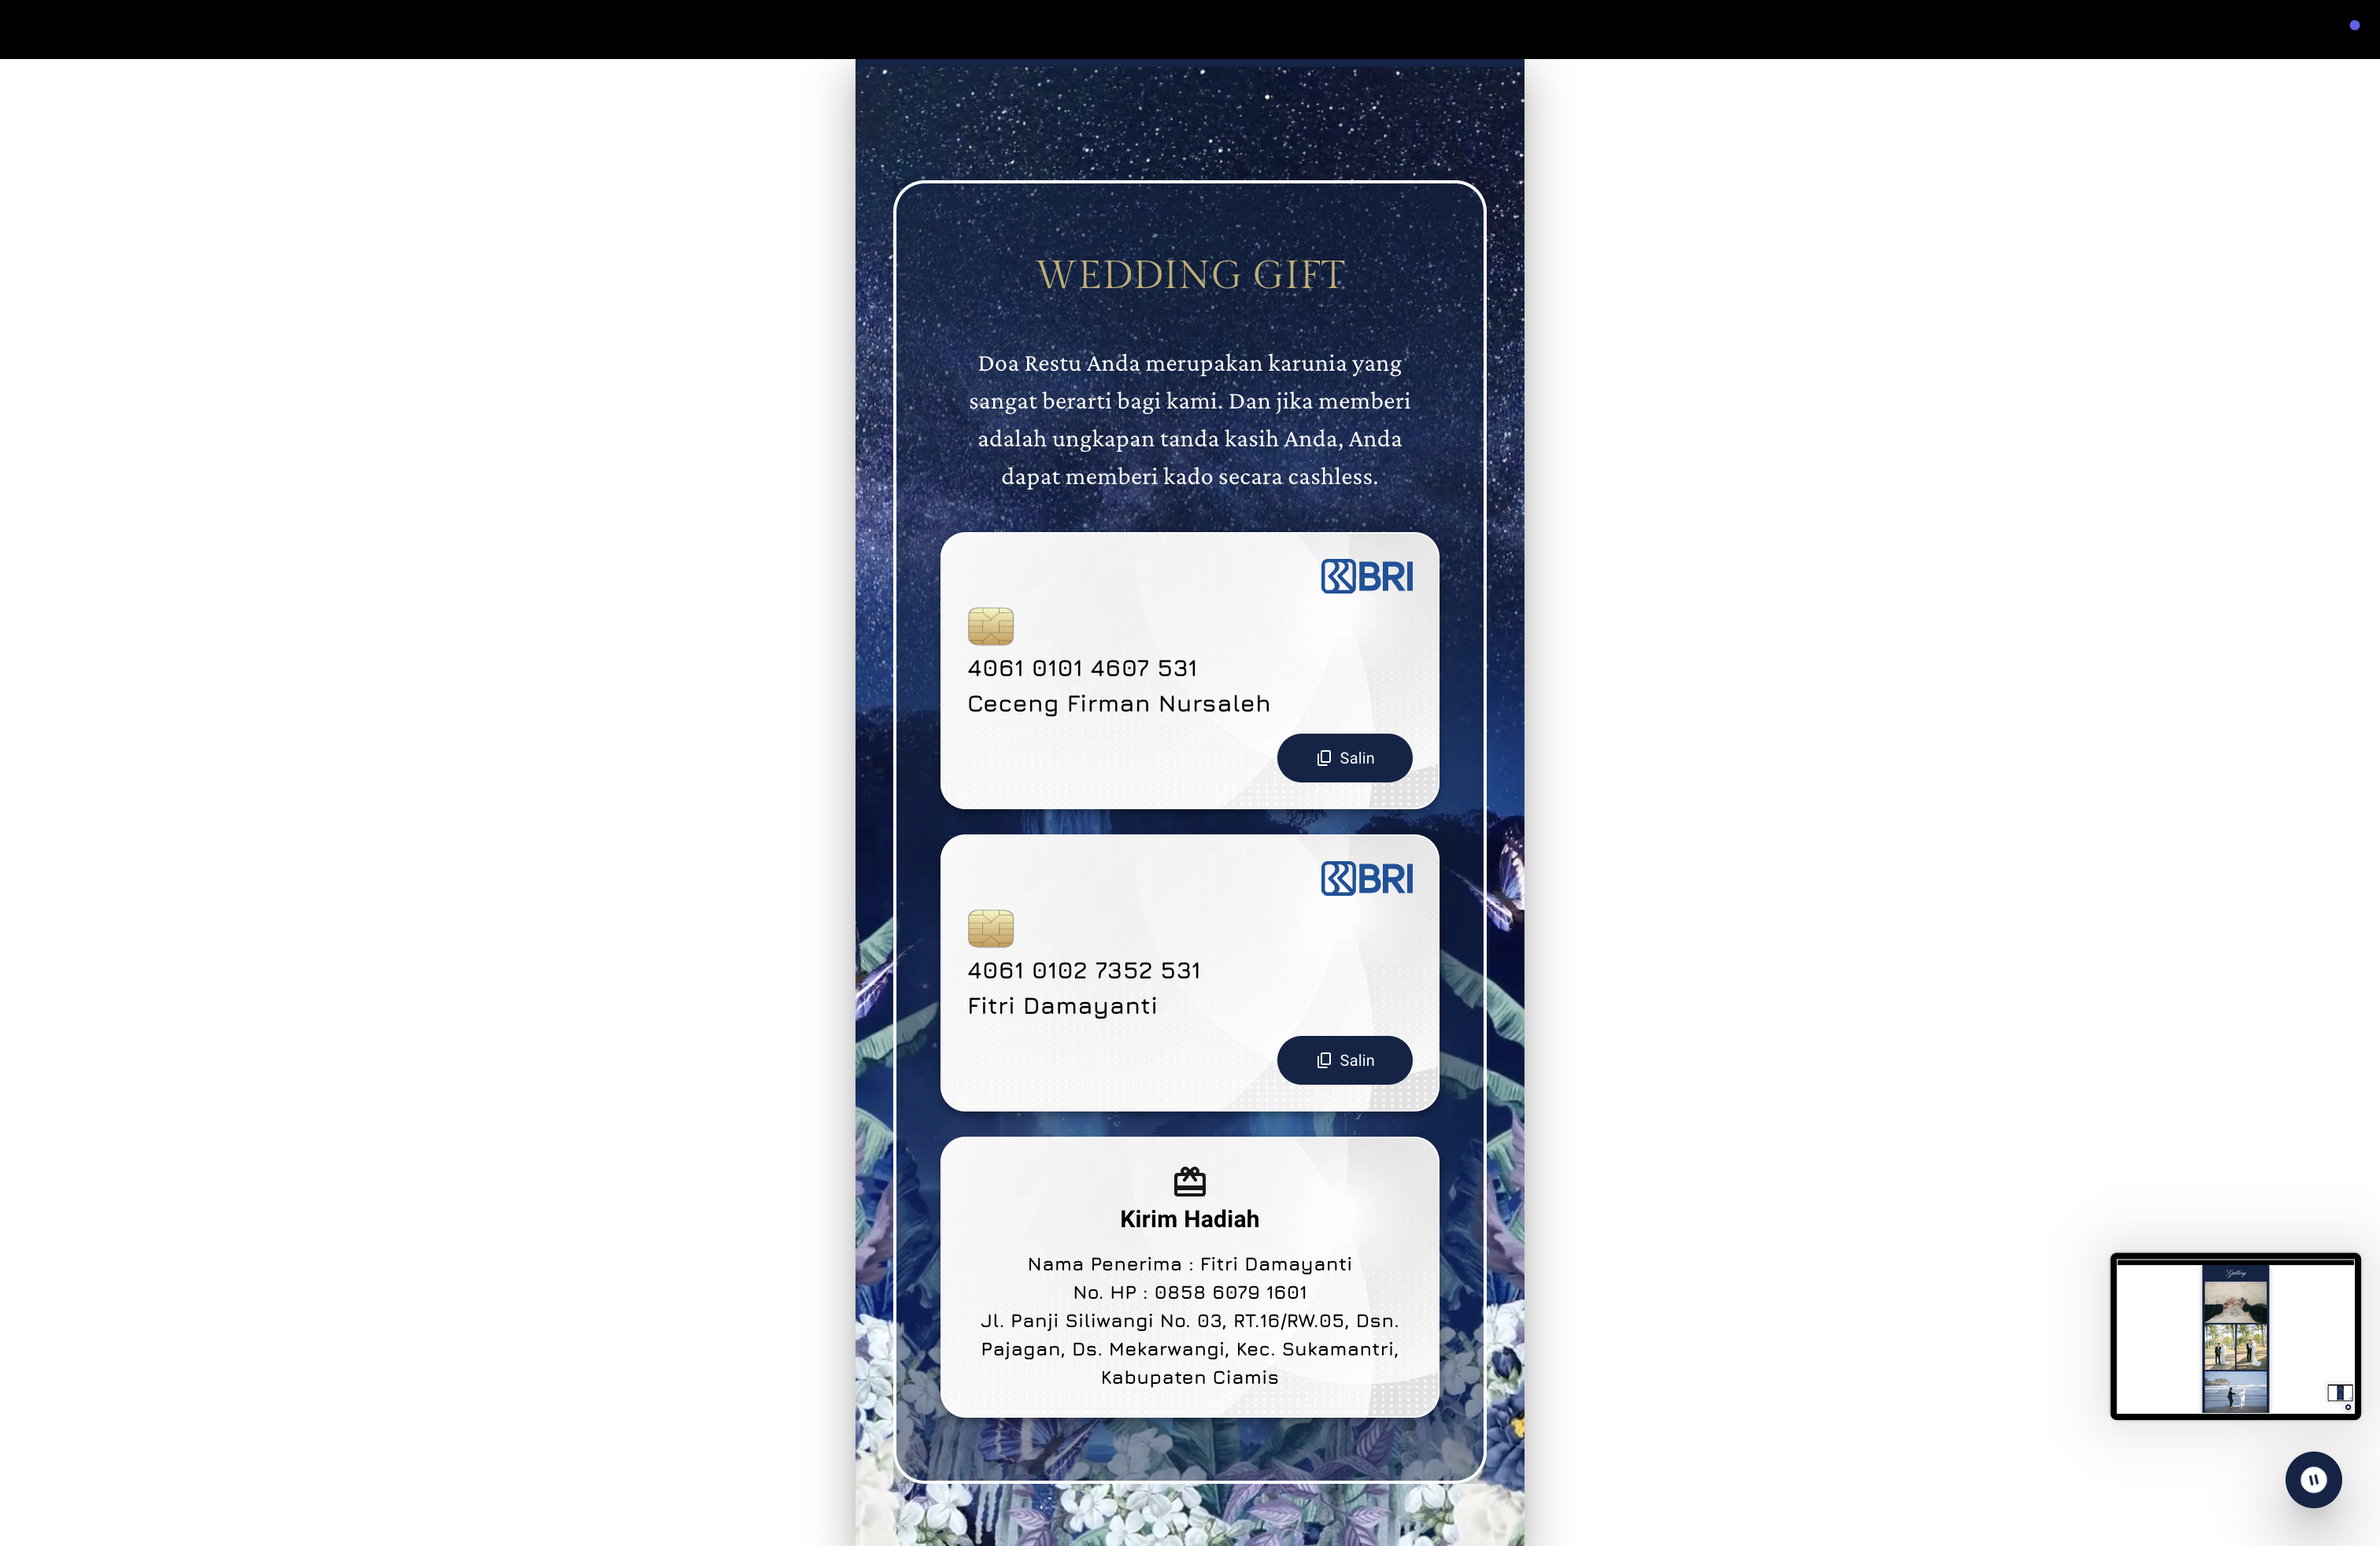 WEDDING GIFT
Doa Restu Anda merupakan karunia yang
sangat berarti bagi kami. Dan jika memberi
adalah ungkapan tanda kasih Anda, Anda
dapat memberi kado secara cashless.
BRI
4061 0101 4607 531
Ceceng Firman Nursaleh
Salin
BRI
4061 0102 7352 531
Fitri Damayanti
Salin
Kirim Hadiah
Nama Penerima : Fitri Damayanti
No. HP : 0858 6079 1601
Jl. Panji Siliwangi No. 03, RT.16/RW.05, Dsn.
Pajagan, Ds. Mekarwangi, Kec. Sukamantri,
Kabupaten Ciamis
Gallery